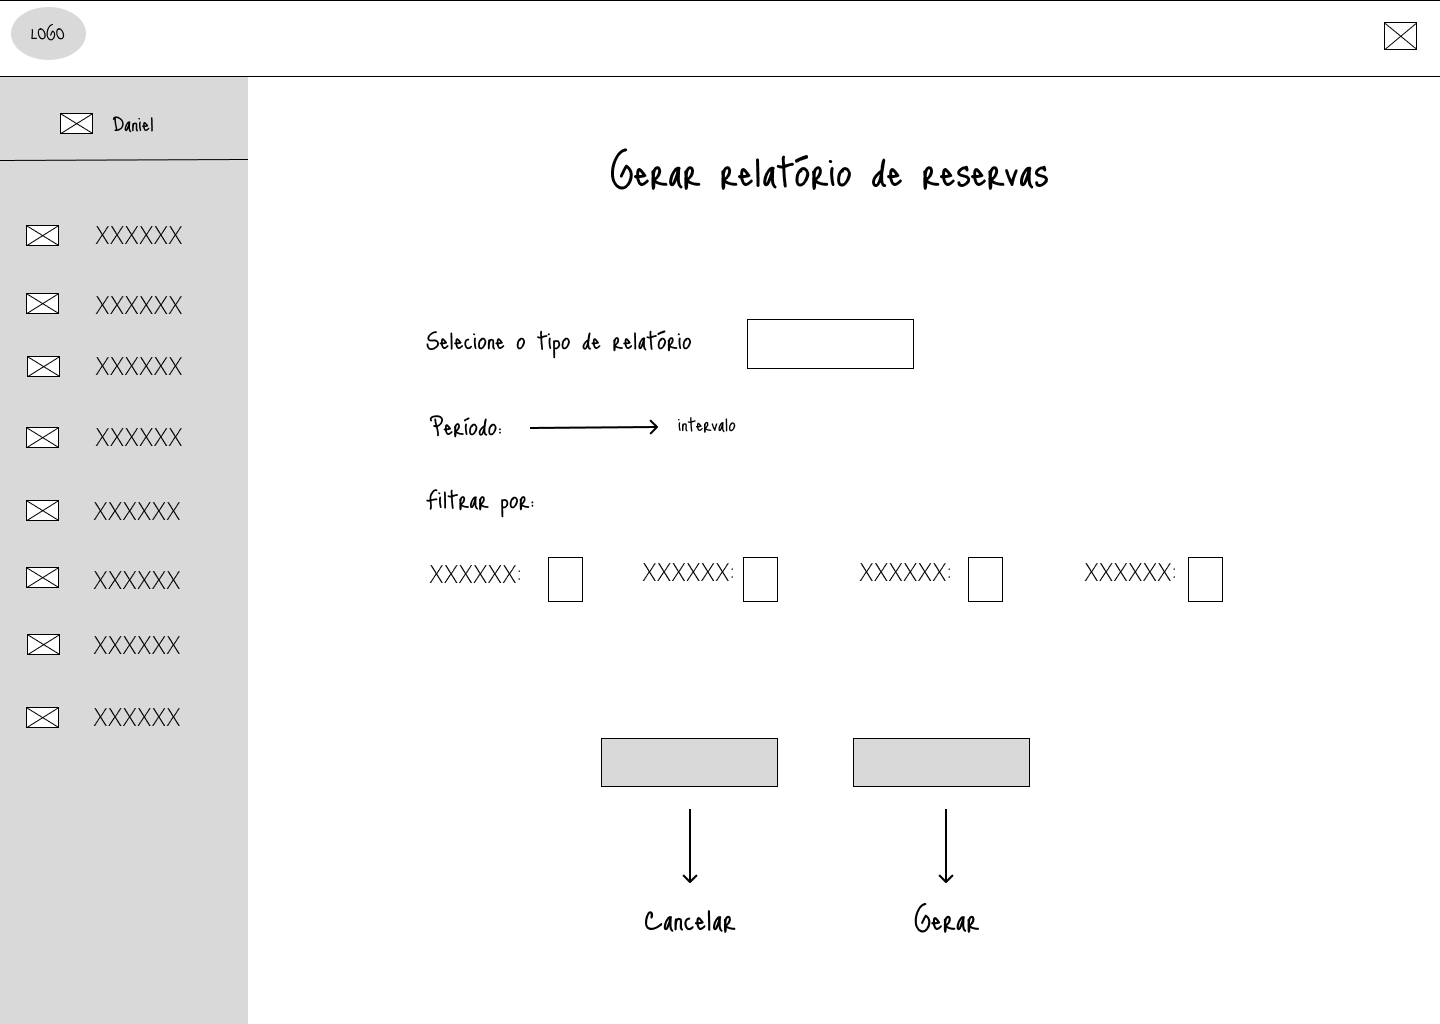 LOGO
Daniel
XXXXXX
XXXXXX
XXXXXX
XXXXXX
XXXXXX
XXXXXX
XXXXXX
XXXXXX
Gerar relatório de reservas
Selecione o tipo de relatório
Período: intervalo
filtrar por:
XXXXXX: XXXXXX: XXXXXX: XXXXXX:
Cancelar Gerar